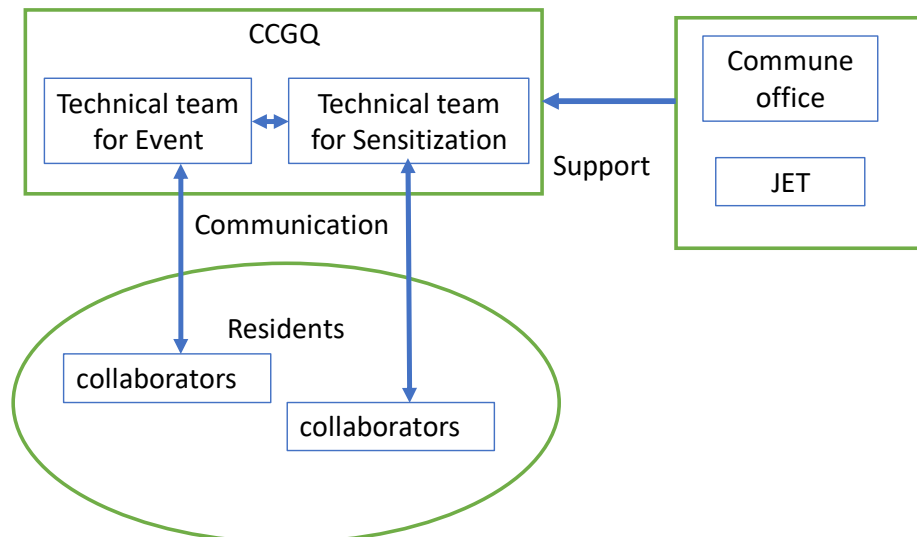 CCGQ
Technical team
for Event
Technical team
for Sensitization
Commune
office
JET
Support
Communication
Residents
collaborators
collaborators